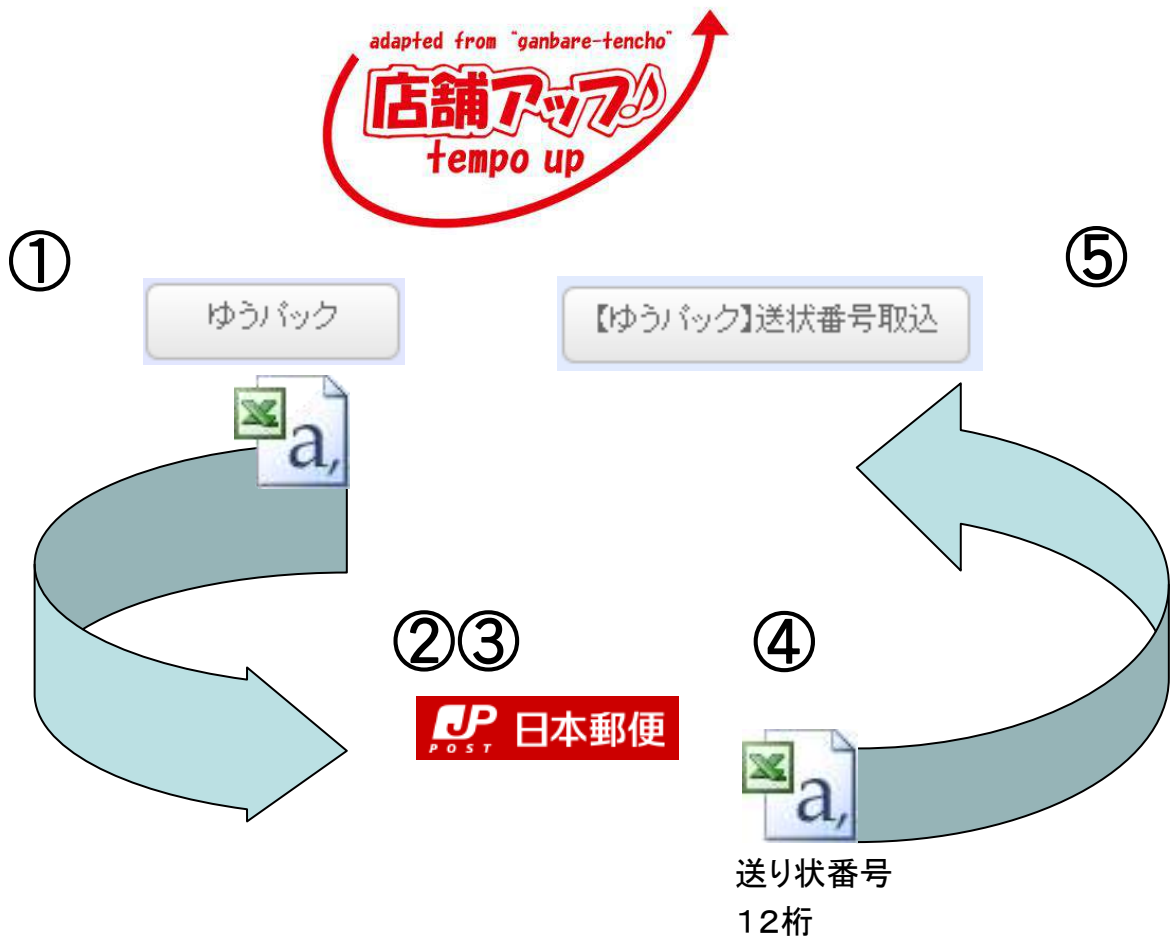 adapted from "ganbare-tencho"
店舗アップ♪
tempo up
①
⑤
ゆうパック
【ゆうパック】送状番号取込
a,
②③
④
JP 日本郵便
POST
a,
送り状番号
12桁